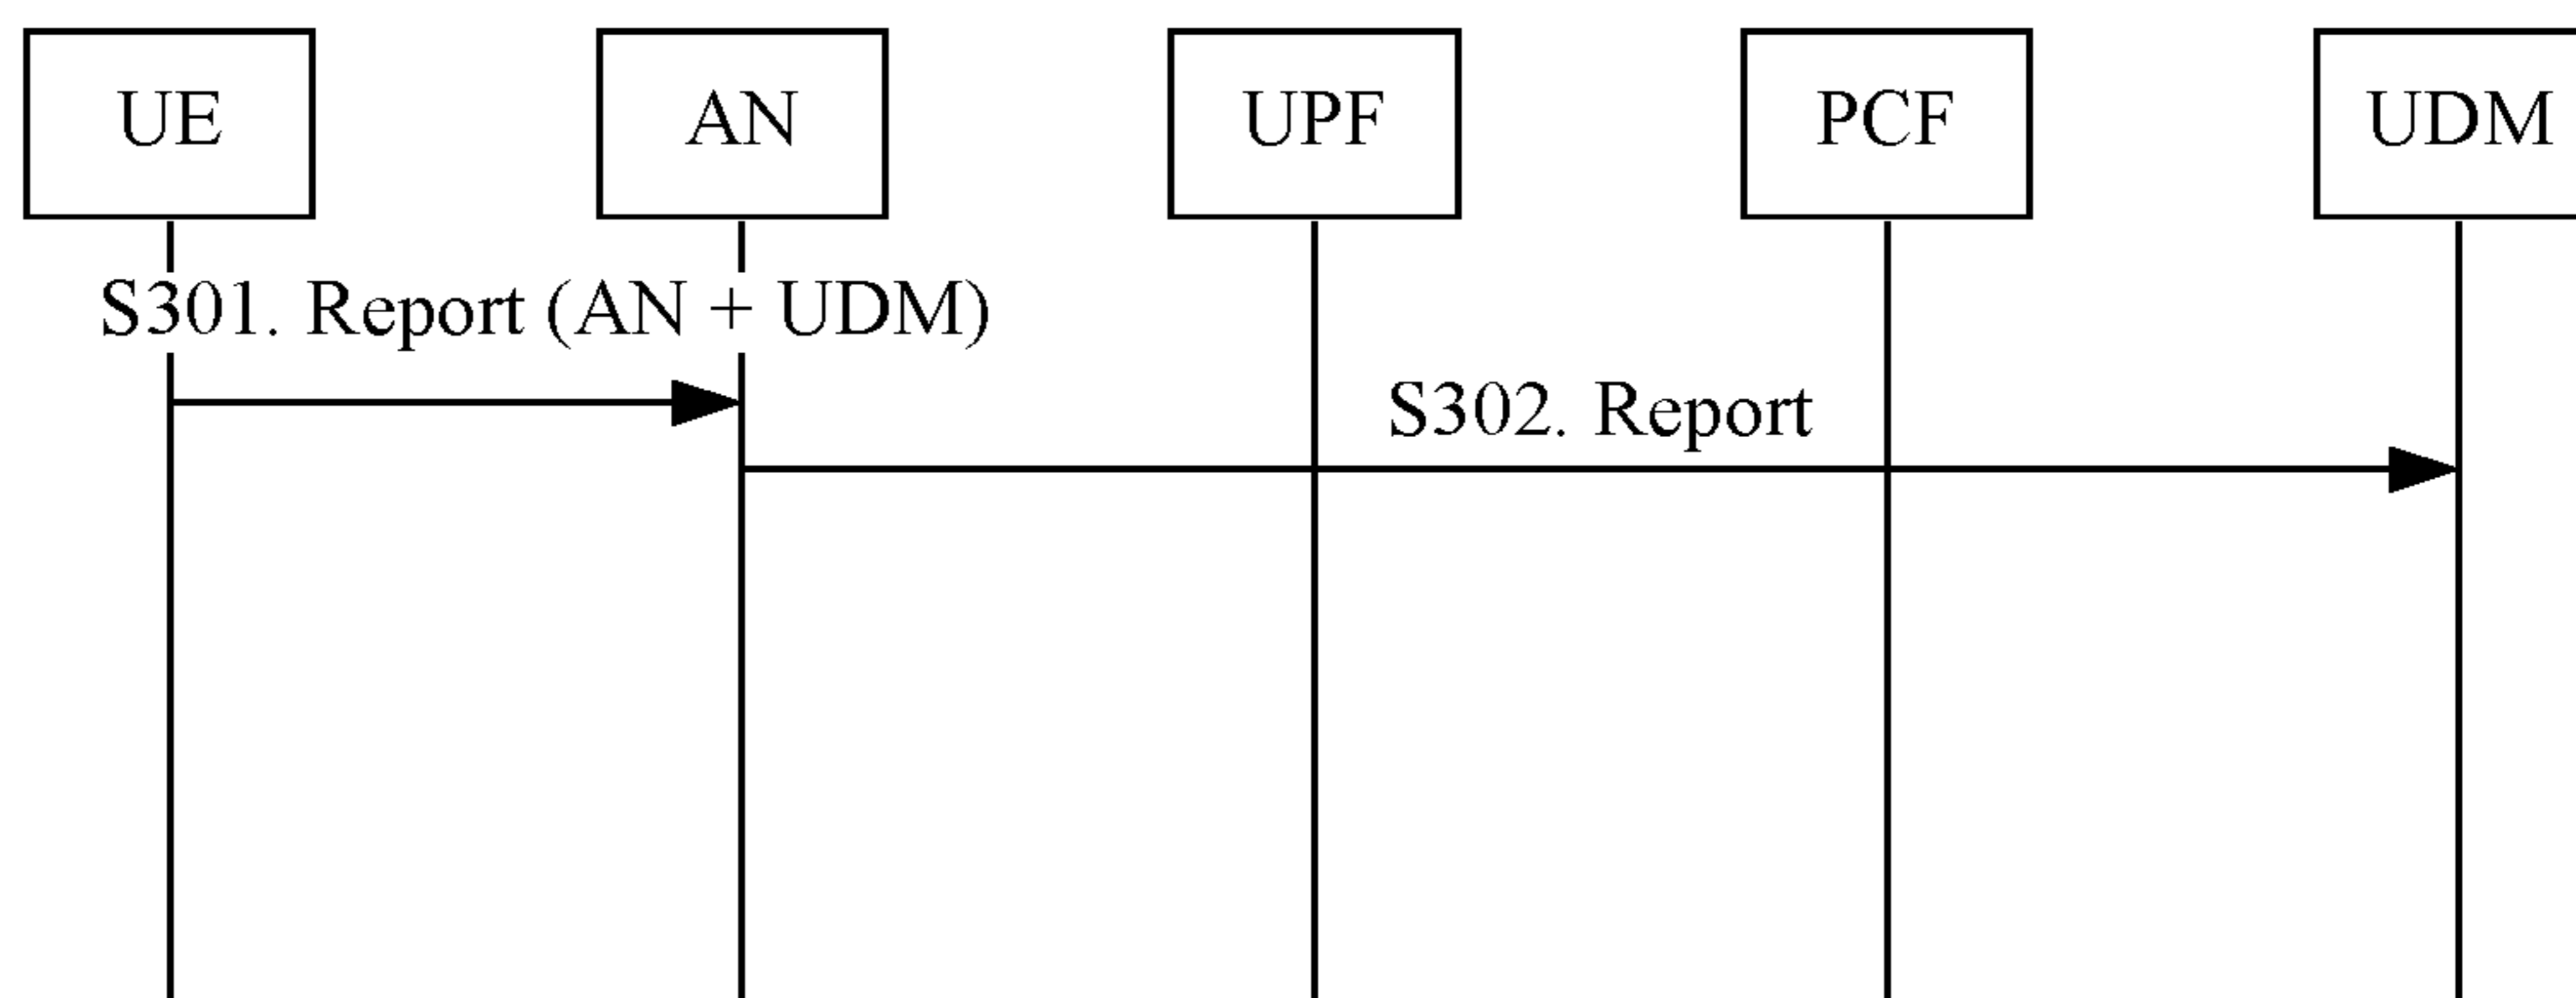 UE
AN
UPF
PCF
UDM
S301. Report (AN + UDM)
S302. Report